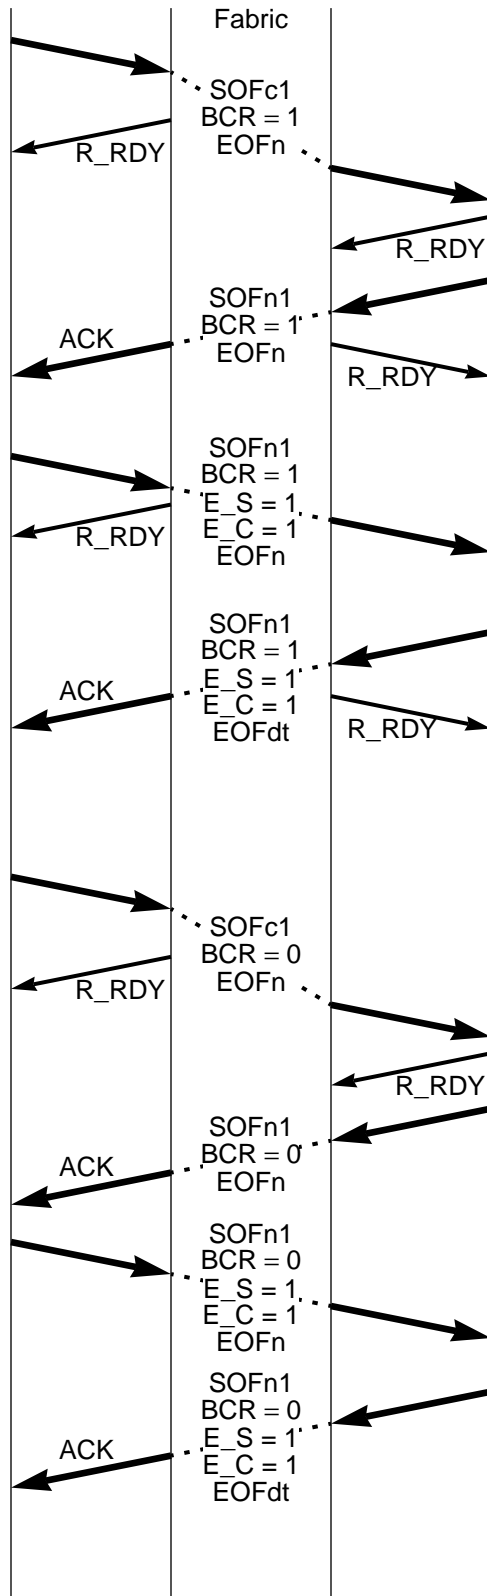 Fabric
SOFc1
BCR = 1
EOFn
R_RDY
R_RDY
SOFn1
BCR = 1
EOFn
ACK
R_RDY
SOFn1
BCR = 1
E_S = 1
E_C = 1
EOFn
R_RDY
SOFn1
BCR = 1
E_S = 1
E_C = 1
EOFdt
ACK
R_RDY
SOFc1
BCR = 0
EOFn
R_RDY
R_RDY
SOFn1
BCR = 0
EOFn
ACK
SOFn1
BCR = 0
E_S = 1
E_C = 1
EOFn
SOFn1
BCR = 0
E_S = 1
E_C = 1
EOFdt
ACK